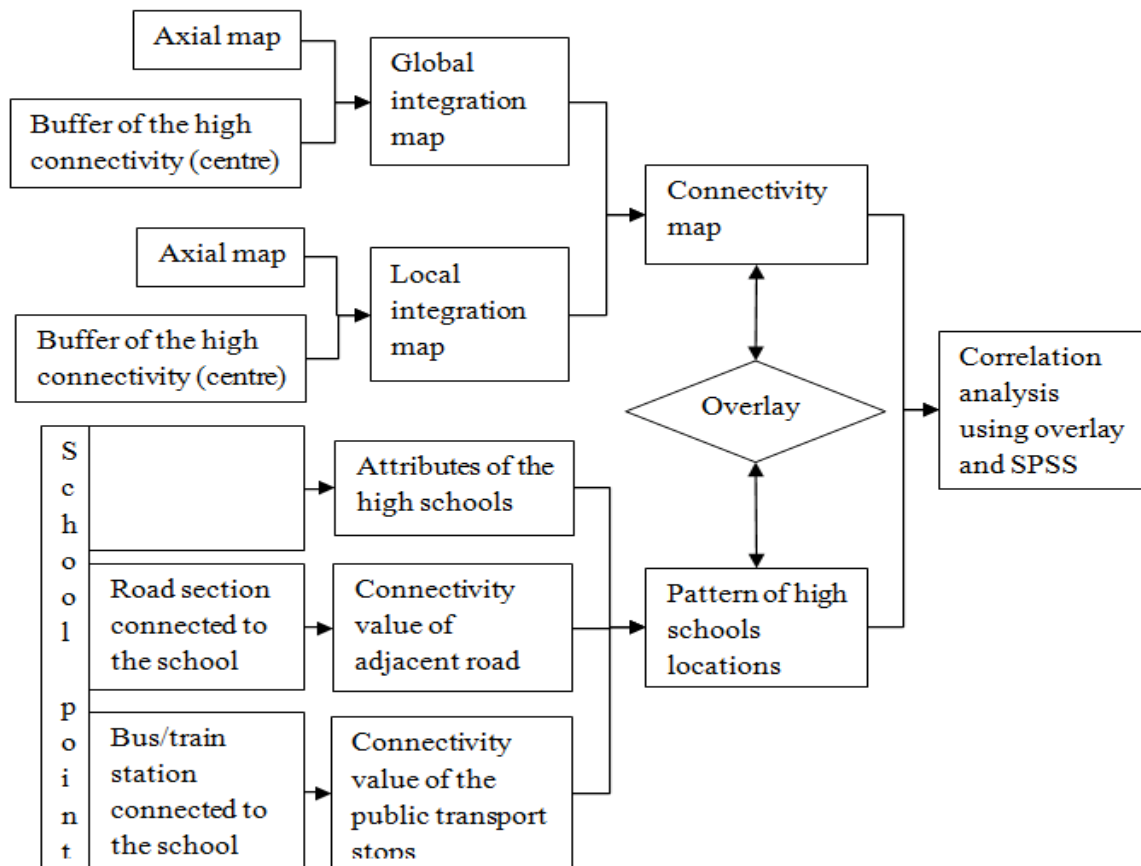 Axial map
Buffer of the high
connectivity (centre)
Global
integration
map
Axial map
Buffer of the high
connectivity (centre)
Local
integration
map
Connectivity
map
Overlay
Correlation
analysis
using overlay
and SPSS
S
c
h
o
o
l
p
o
i
n
t
Attributes of the
high schools
Road section
connected to
the school
Connectivity
value of
adjacent road
Pattern of high
schools
locations
Bus/train
station
connected to
the school
Connectivity
value of the
public transport
stops